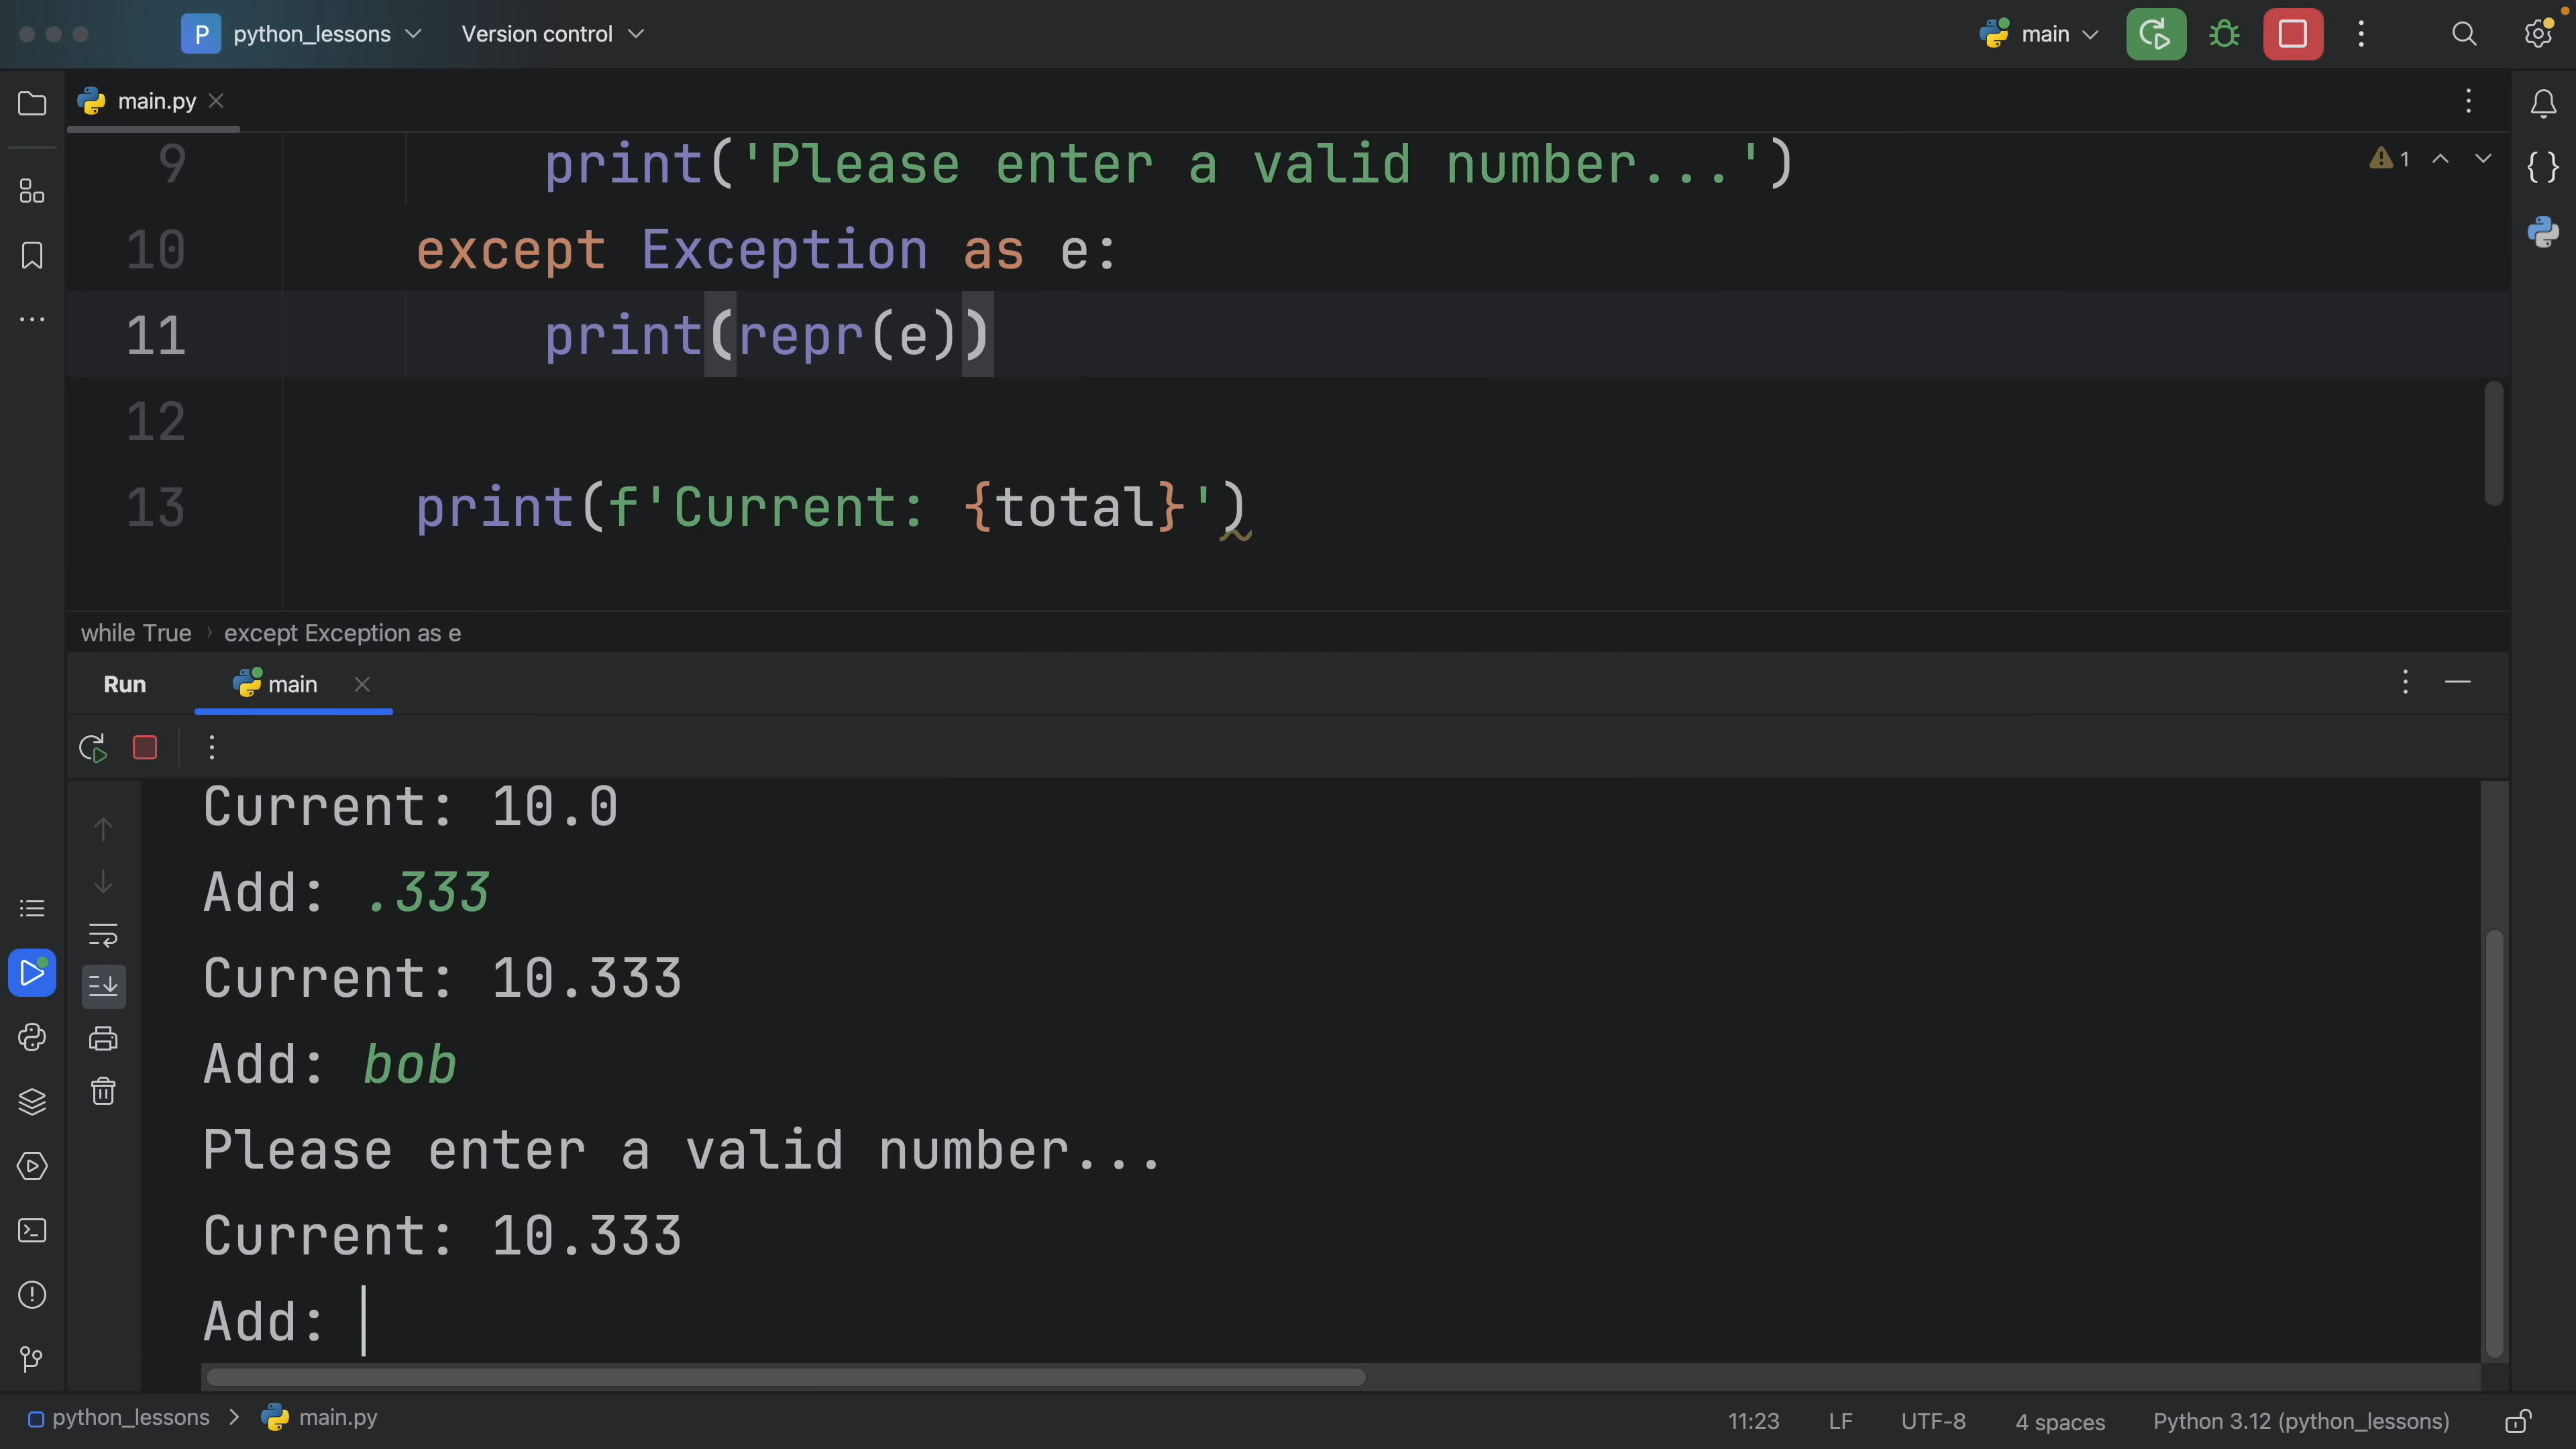 P python_lessons Version control main
main.py
9 print('Please enter a valid number...') 1
10 except Exception as e:
11 print(repr(e))
12
13 print(f'Current: {total}')
while True › except Exception as e
Run main
Current: 10.0
Add: .333
Current: 10.333
Add: bob
Please enter a valid number...
Current: 10.333
Add:
python_lessons > main.py 11:23 LF UTF-8 4 spaces Python 3.12 (python_lessons)